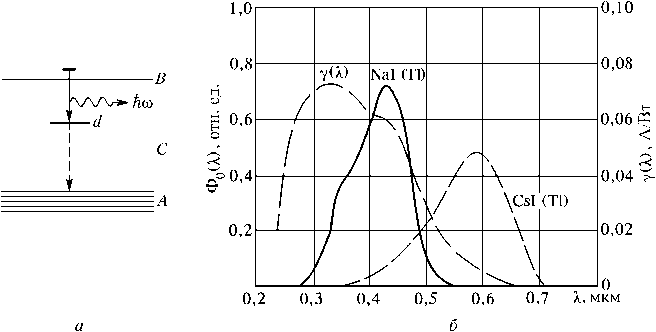 B
ħω
d
C
A
а
Φ₀(λ), отн. ед.
1,0
0,8
0,6
0,4
0,2
γ(λ)
NaI (Tl)
CsI (Tl)
0,10
0,08
0,06
0,04
0,02
0
γ(λ), А/Вт
0,2 0,3 0,4 0,5 0,6 0,7 λ, мкм
б